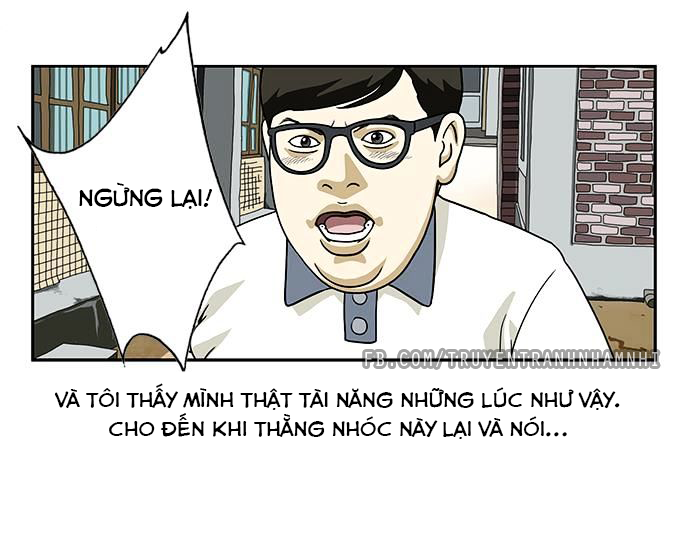 NGỪNG LẠI!
FB.COM/TRUYENTRANHNHAMNHI
VÀ TÔI THẤY MÌNH THẬT TÀI NĂNG NHỮNG LÚC NHƯ VẬY.
CHO ĐẾN KHI THẰNG NHÓC NÀY LẠI VÀ NÓI...